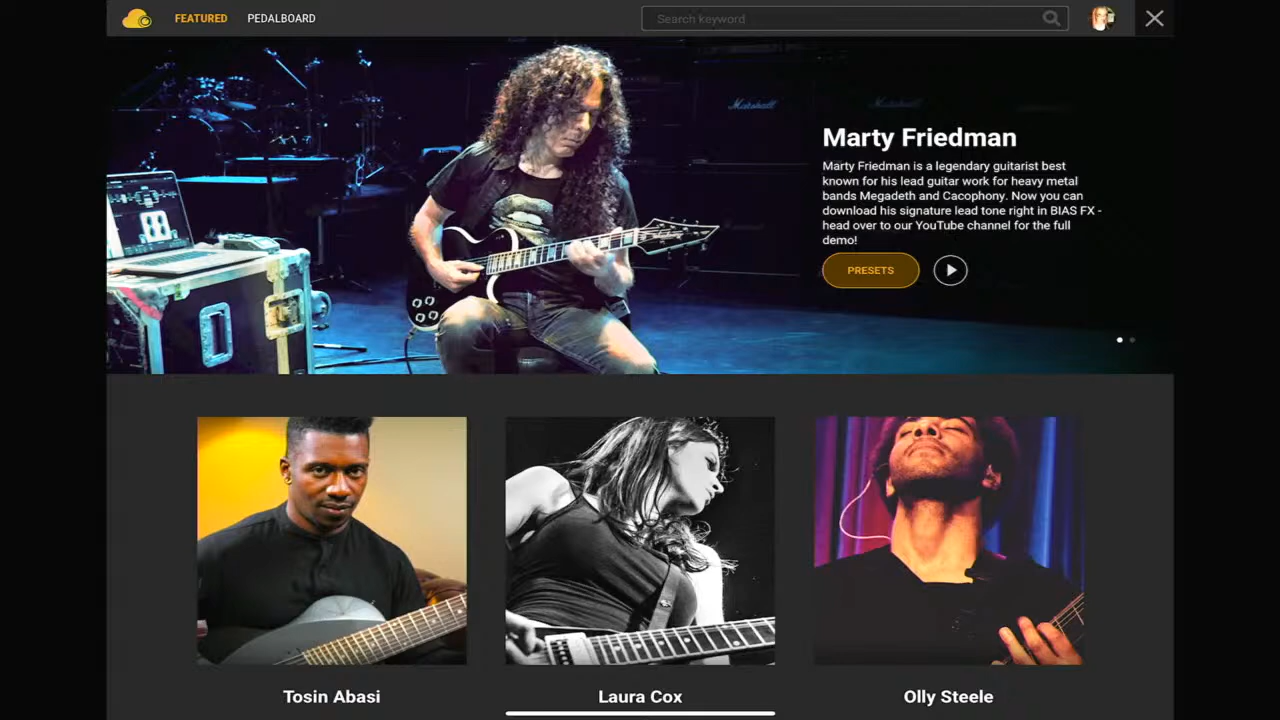 FEATURED PEDALBOARD Search keyword
Marshall Marshall
Marty Friedman
Marty Friedman is a legendary guitarist best
known for his lead guitar work for heavy metal
bands Megadeth and Cacophony. Now you can
download his signature lead tone right in BIAS FX -
head over to our YouTube channel for the full
demo!
PRESETS
Tosin Abasi Laura Cox Olly Steele